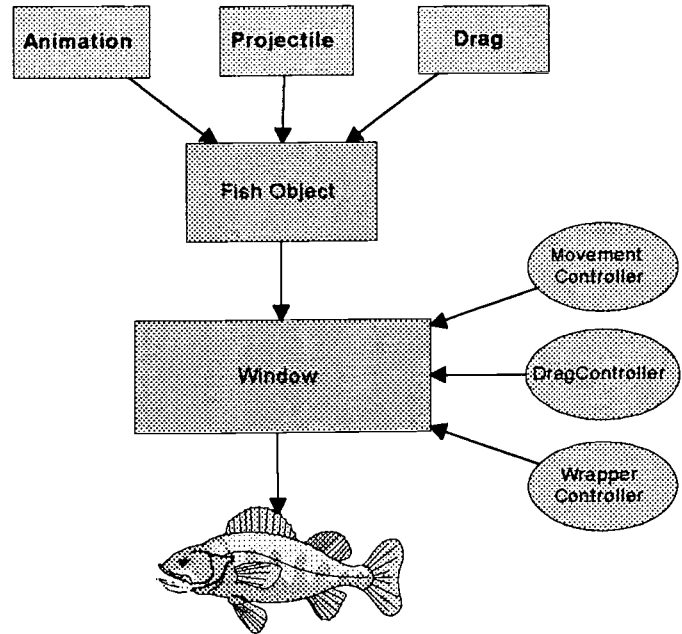 Animation
Projectile
Drag
Fish Object
Movement
Controller
Window
DragController
Wrapper
Controller